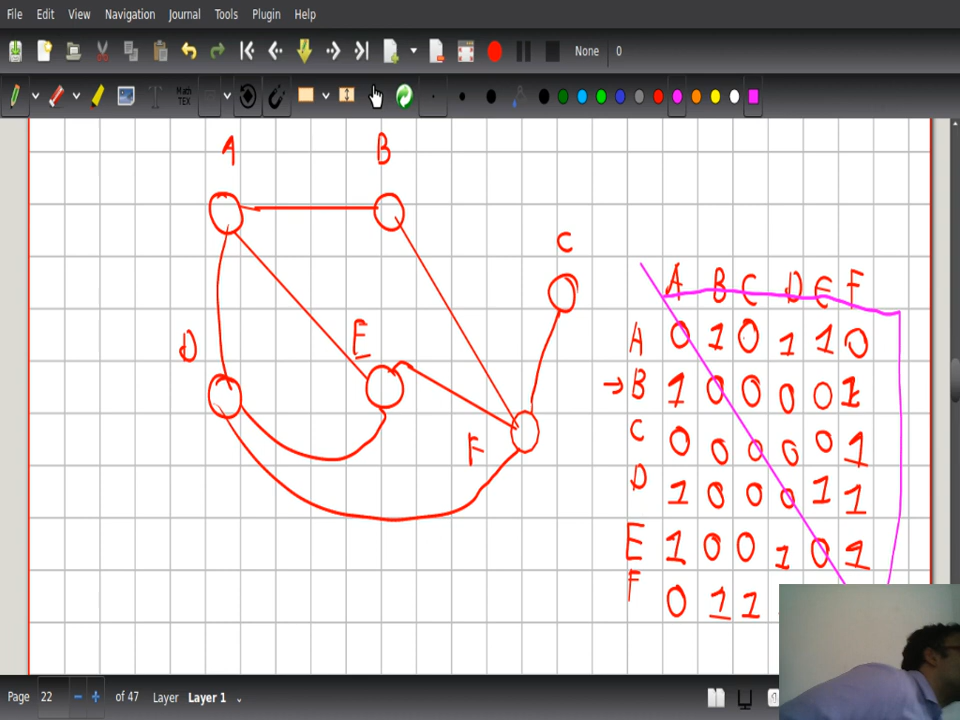 File Edit View Navigation Journal Tools Plugin Help
None 0
Math TEX
A B
C
A B C D E F
D E
A 0 1 0 1 1 0
→ B 1 0 0 0 0 1
F
C 0 0 0 0 0 1
D 1 0 0 0 1 1
E 1 0 0 1 0 1
F 0 1 1
Page 22 of 47 Layer Layer 1